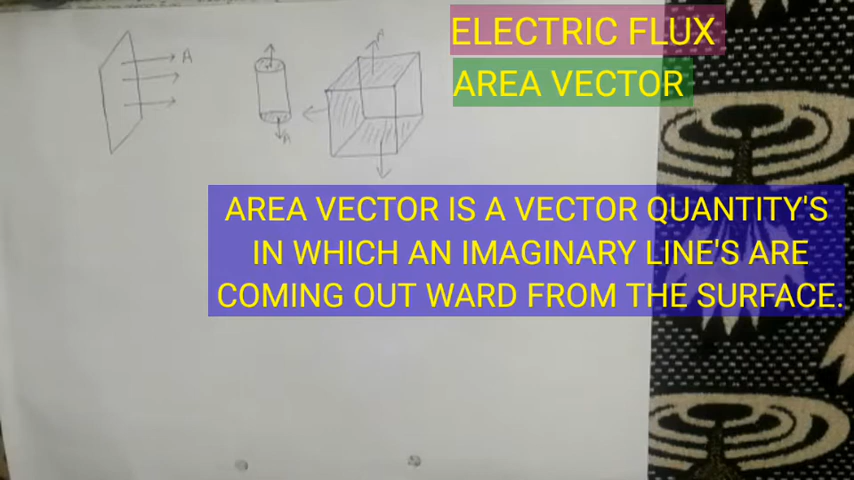 ELECTRIC FLUX
AREA VECTOR
A
A
A
AREA VECTOR IS A VECTOR QUANTITY'S
IN WHICH AN IMAGINARY LINE'S ARE
COMING OUT WARD FROM THE SURFACE.